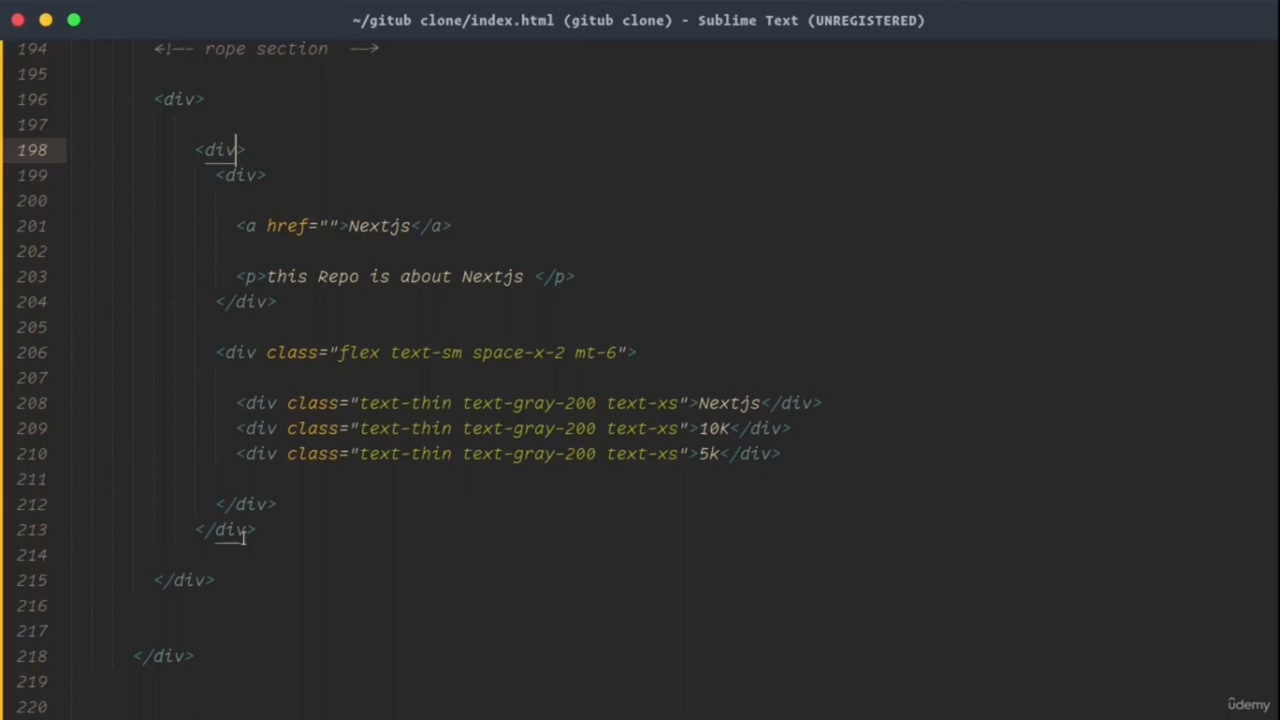 ~/gitub clone/index.html (gitub clone) - Sublime Text (UNREGISTERED)
194 <!-- rope section -->
195
196 <div>
197
198 <div>
199 <div>
200
201 <a href="">Nextjs</a>
202
203 <p>this Repo is about Nextjs </p>
204 </div>
205
206 <div class="flex text-sm space-x-2 mt-6">
207
208 <div class="text-thin text-gray-200 text-xs">Nextjs</div>
209 <div class="text-thin text-gray-200 text-xs">10K</div>
210 <div class="text-thin text-gray-200 text-xs">5k</div>
211
212 </div>
213 </div>
214
215 </div>
216
217
218 </div>
219
220
ûdemy